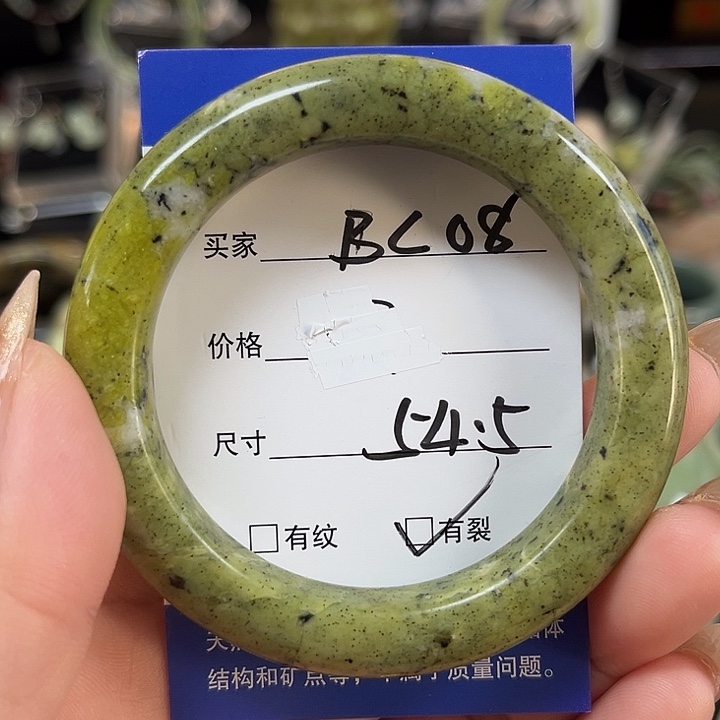 买家 BC08
价格
尺寸 54.5
□有纹 ☑有裂
结构和矿点等，不属于质量问题。